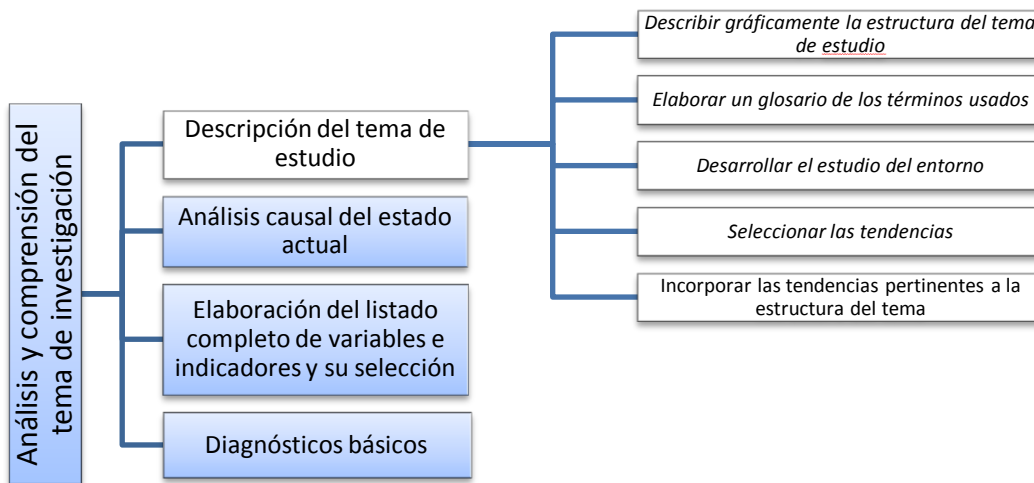 Análisis y comprensión del
tema de investigación
Descripción del tema de
estudio
Análisis causal del estado
actual
Elaboración del listado
completo de variables e
indicadores y su selección
Diagnósticos básicos
Describir gráficamente la estructura del tema
de estudio
Elaborar un glosario de los términos usados
Desarrollar el estudio del entorno
Seleccionar las tendencias
Incorporar las tendencias pertinentes a la
estructura del tema